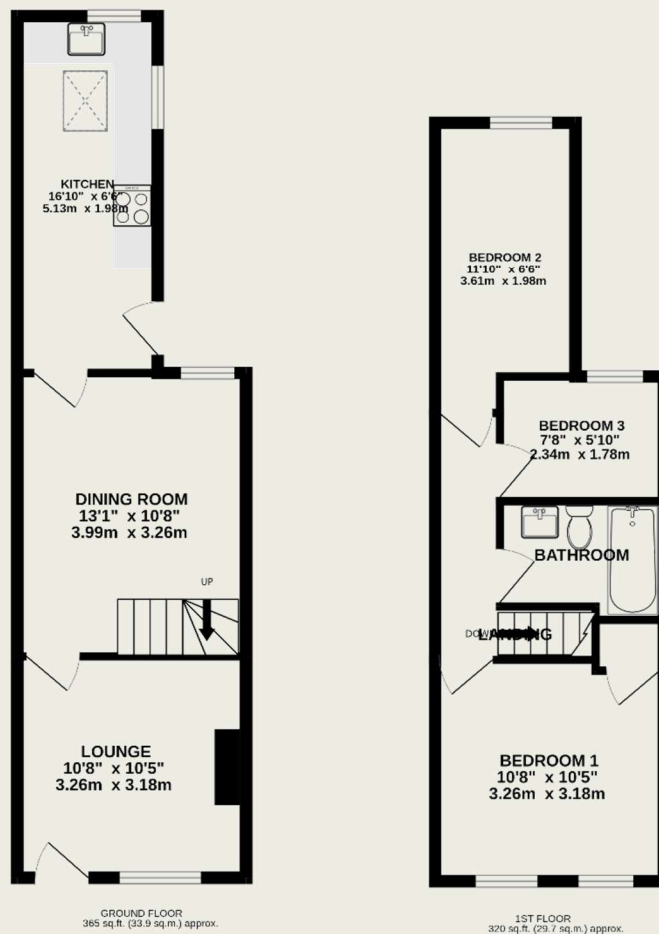 KITCHEN
16'10" x 6'6"
5.13m x 1.98m
DINING ROOM
13'1" x 10'8"
3.99m x 3.26m
UP
LOUNGE
10'8" x 10'5"
3.26m x 3.18m
GROUND FLOOR
365 sq.ft. (33.9 sq.m.) approx.
BEDROOM 2
11'10" x 6'6"
3.61m x 1.98m
BEDROOM 3
7'8" x 5'10"
2.34m x 1.78m
BATHROOM
DOWN
LANDING
BEDROOM 1
10'8" x 10'5"
3.26m x 3.18m
1ST FLOOR
320 sq.ft. (29.7 sq.m.) approx.